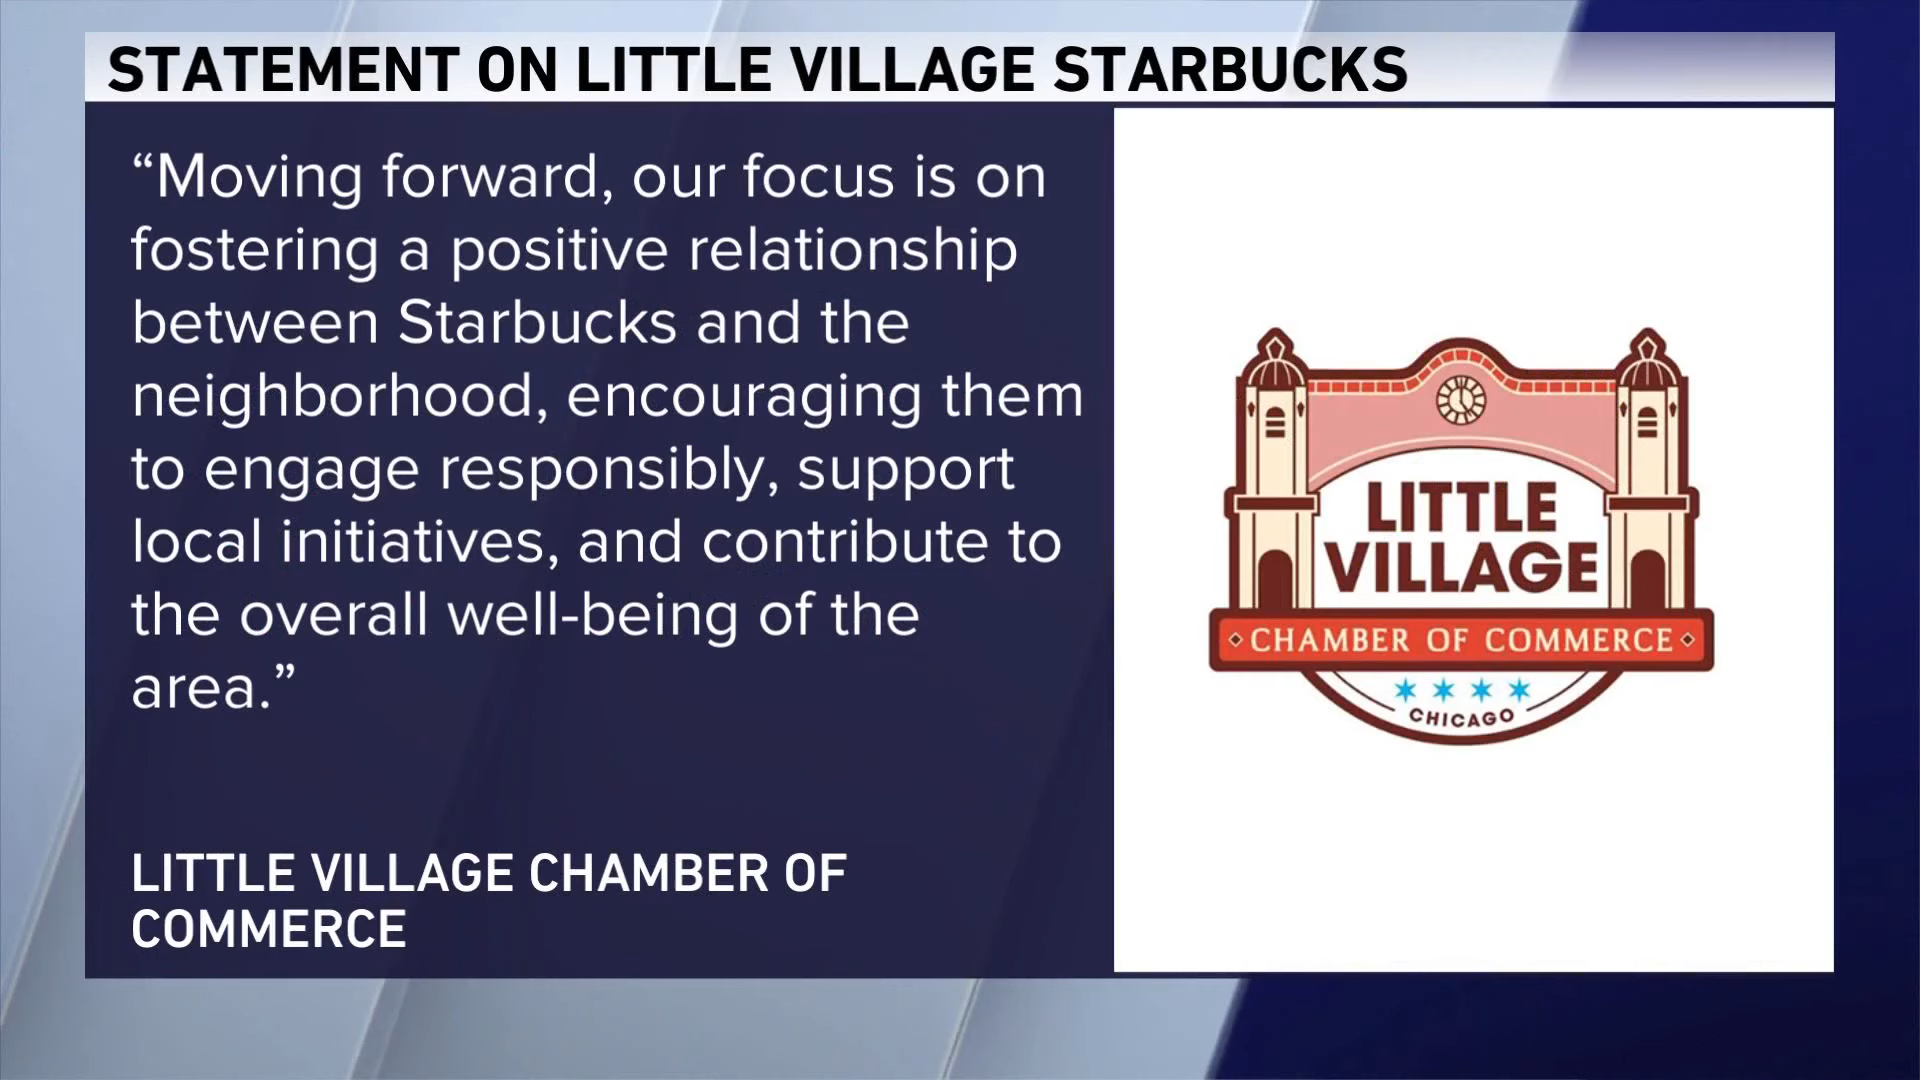 STATEMENT ON LITTLE VILLAGE STARBUCKS
“Moving forward, our focus is on
fostering a positive relationship
between Starbucks and the
neighborhood, encouraging them
to engage responsibly, support
local initiatives, and contribute to
the overall well-being of the
area.”
LITTLE VILLAGE CHAMBER OF
COMMERCE
LITTLE
VILLAGE
CHAMBER OF COMMERCE
CHICAGO